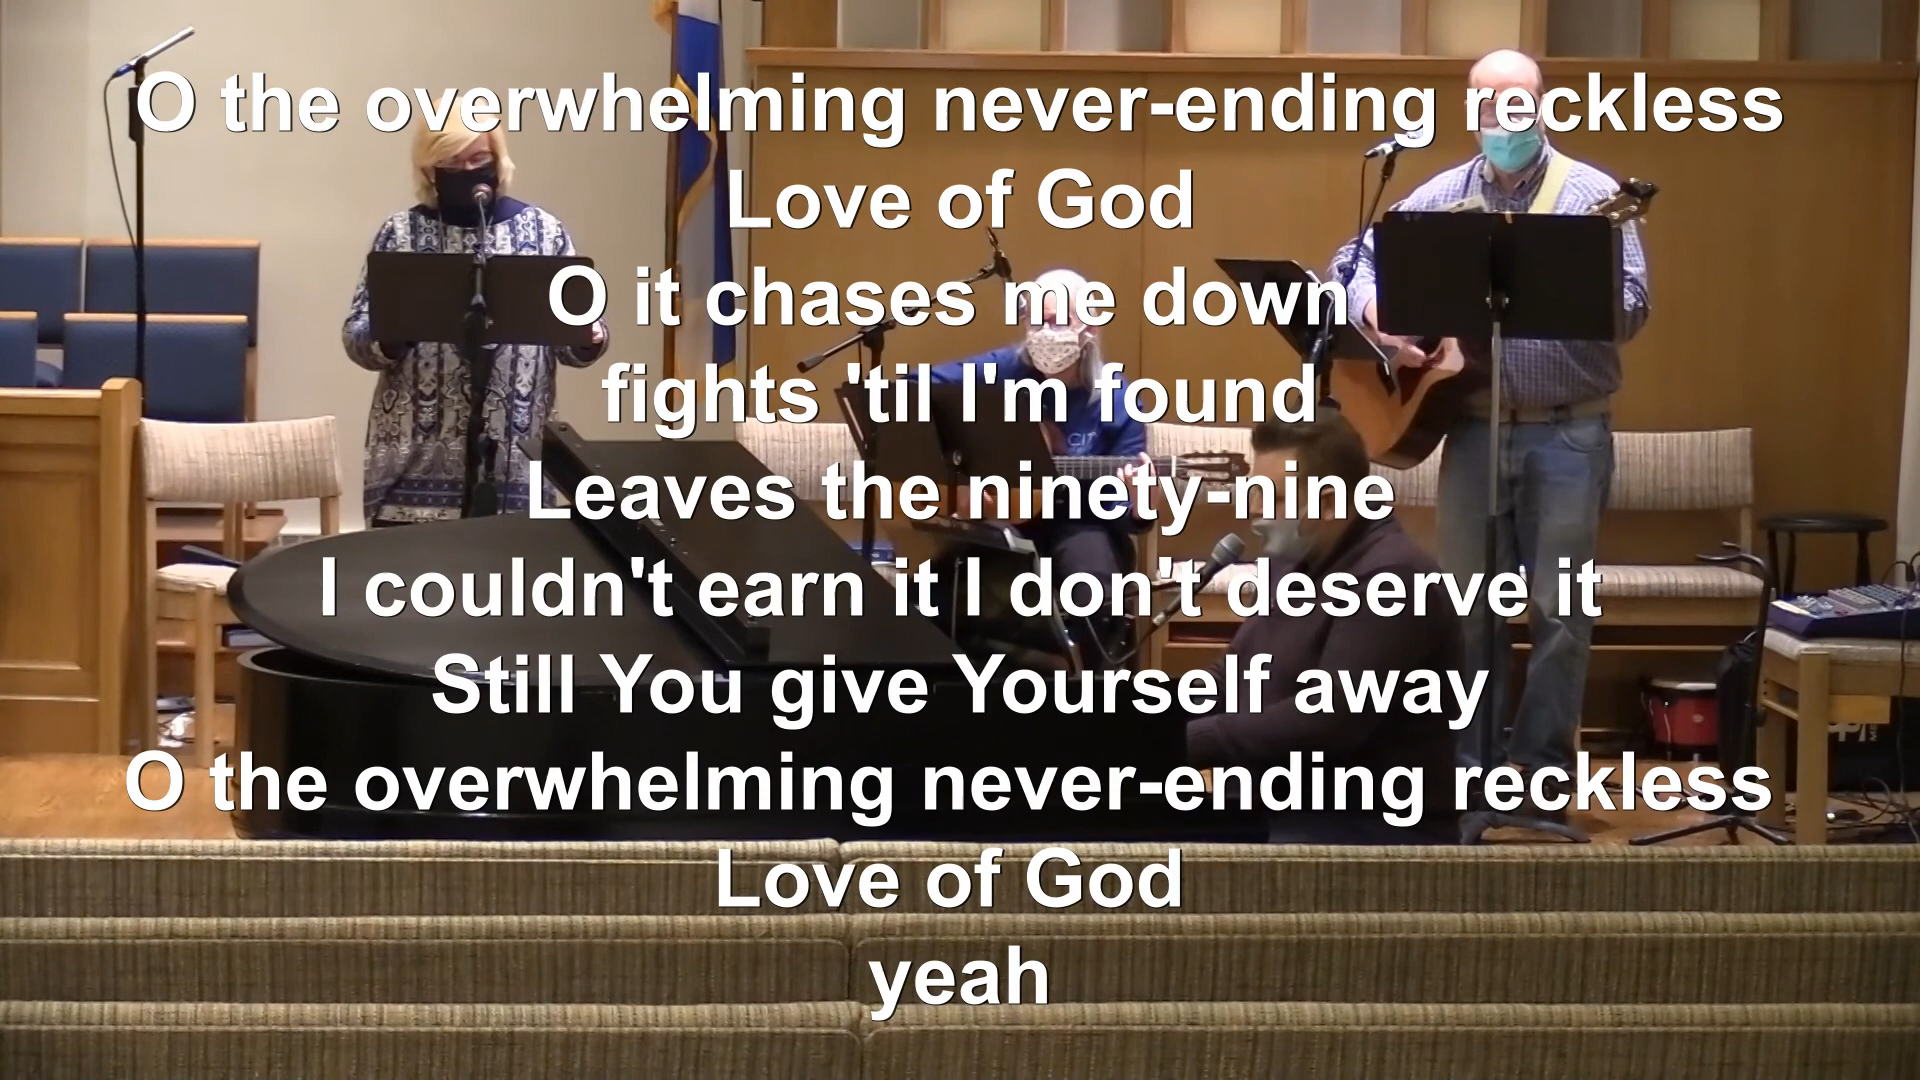 O the overwhelming never-ending reckless
Love of God
O it chases me down
fights 'til I'm found
Leaves the ninety-nine
I couldn't earn it I don't deserve it
Still You give Yourself away
O the overwhelming never-ending reckless
Love of God
yeah